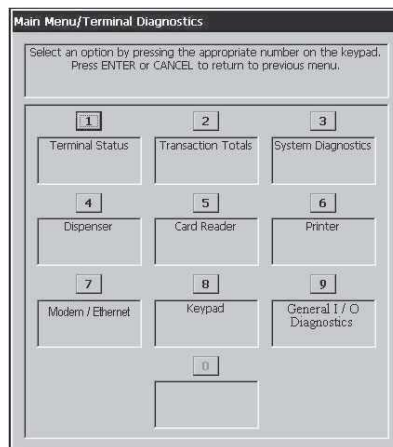 Main Menu/Terminal Diagnostics
Select an option by pressing the appropriate number on the keypad.
Press ENTER or CANCEL to return to previous menu.
1 2 3
Terminal Status Transaction Totals System Diagnostics
4 5 6
Dispenser Card Reader Printer
7 8 9
Modem / Ethernet Keypad General I / O
Diagnostics
0